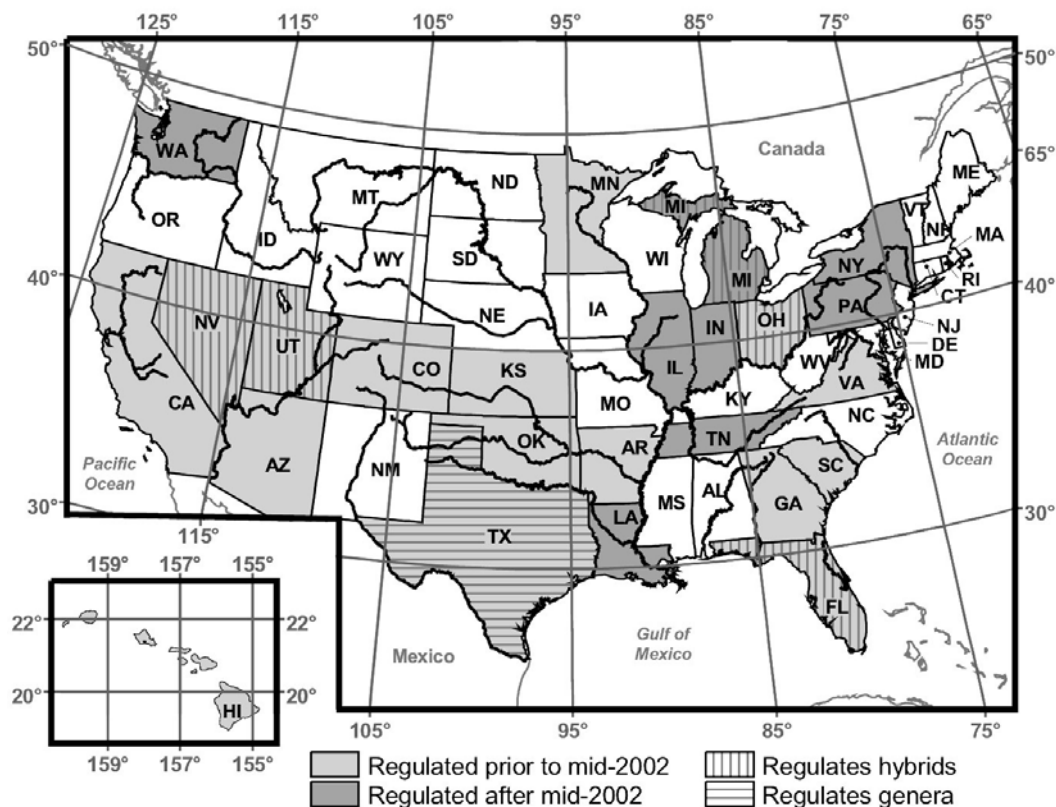 125° 115° 105° 95° 85° 75° 65°
50° 50°
Canada
WA
MT
ND
MN
ME
65°
OR
ID
VT
NH
MI
MA
SD
WI
WY
NY
MI
RI
40°
40°
CT
IA
PA
NE
NV
OH
NJ
UT
IN
DE
IL
MD
WV
CO
KS
VA
CA
MO
KY
NC
TN
OK
AR
Pacific
Ocean
AZ
NM
SC
Atlantic
Ocean
MS
AL
GA
30°
30°
LA
115°
TX
159° 157° 155°
FL
22° 22°
Gulf of
Mexico
Mexico
20° 20°
HI
105° 95° 85° 75°
159° 157° 155°
Regulated prior to mid-2002 Regulates hybrids
Regulated after mid-2002 Regulates genera